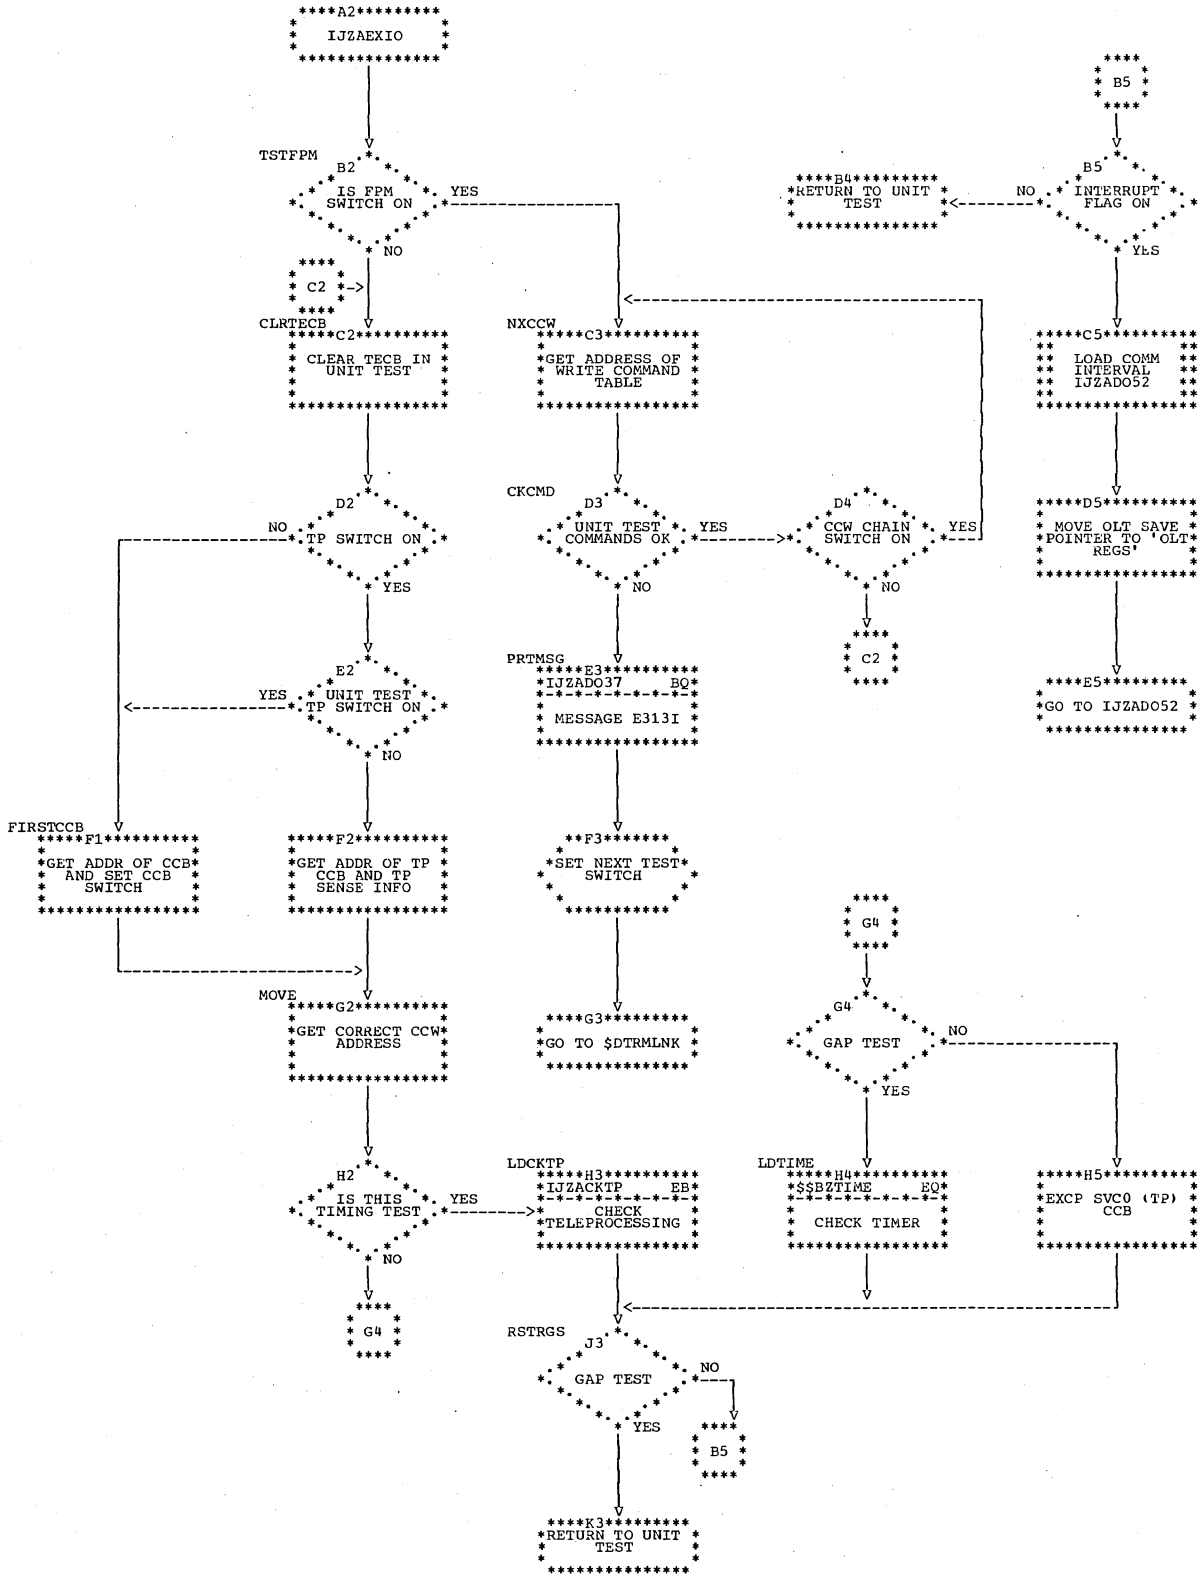 A2
IJZAEXIO
TSTFPM
B2
IS FPM
SWITCH ON
YES
NO
C2
CLRTECB
C2
CLEAR TECB IN
UNIT TEST
D2
TP SWITCH ON
NO
YES
E2
UNIT TEST
TP SWITCH ON
YES
NO
FIRSTCCB
F1
GET ADDR OF CCB
AND SET CCB
SWITCH
F2
GET ADDR OF TP
CCB AND TP
SENSE INFO
MOVE
G2
GET CORRECT CCW
ADDRESS
H2
IS THIS
TIMING TEST
YES
NO
G4
NXCCW
C3
GET ADDRESS OF
WRITE COMMAND
TABLE
CKCMD
D3
UNIT TEST
COMMANDS OK
YES
NO
PRTMSG
E3
IJZADO37 BQ
MESSAGE E313I
F3
SET NEXT TEST
SWITCH
G3
GO TO $DTRMLNK
LDCKTP
H3
IJZACKTP EB
CHECK
TELEPROCESSING
RSTRGS
J3
GAP TEST
NO
YES
B5
K3
RETURN TO UNIT
TEST
B4
RETURN TO UNIT
TEST
D4
CCW CHAIN
SWITCH ON
YES
NO
C2
G4
G4
GAP TEST
NO
YES
LDTIME
H4
$$BZTIME EQ
CHECK TIMER
B5
B5
INTERRUPT
FLAG ON
NO
YES
C5
LOAD COMM
INTERVAL
IJZADO52
D5
MOVE OLT SAVE
POINTER TO 'OLT
REGS'
E5
GO TO IJZADO52
H5
EXCP SVC0 (TP)
CCB